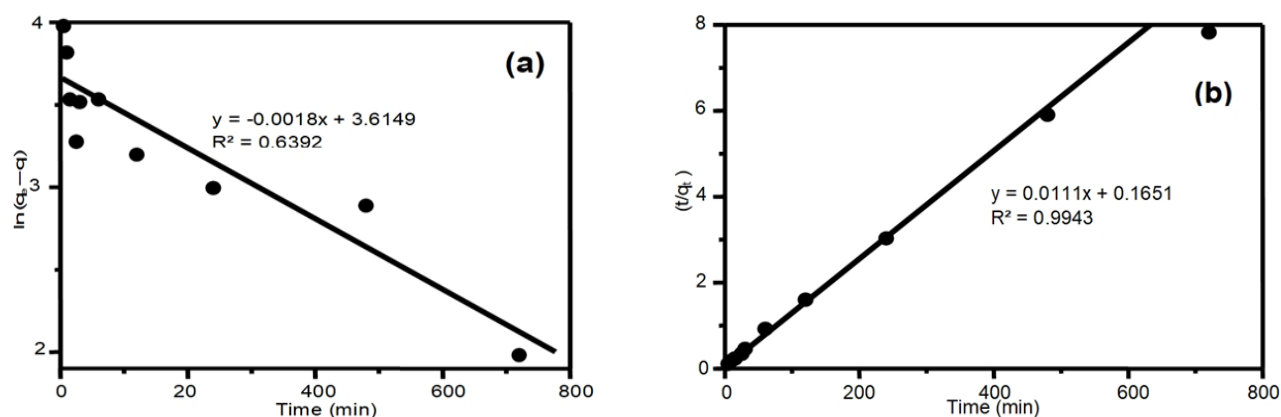 4
(a)
y = -0.0018x + 3.6149
R² = 0.6392
3
2
ln(qe−q)
0 20 400 600 800
Time (min)
8
(b)
6
4
y = 0.0111x + 0.1651
R² = 0.9943
2
0
(t/qt)
0 200 400 600 800
Time (min)